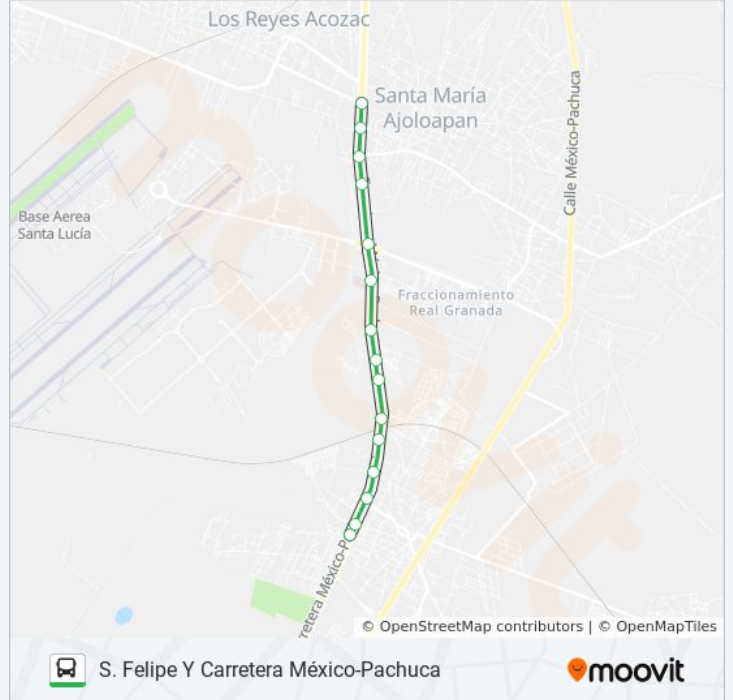 Los Reyes Acozac
Santa María
Ajoloapan
Calle México-Pachuca
Base Aerea
Santa Lucía
Fraccionamiento
Real Granada
retera México-P
© OpenStreetMap contributors | © OpenMapTiles
S. Felipe Y Carretera México-Pachuca
moovit